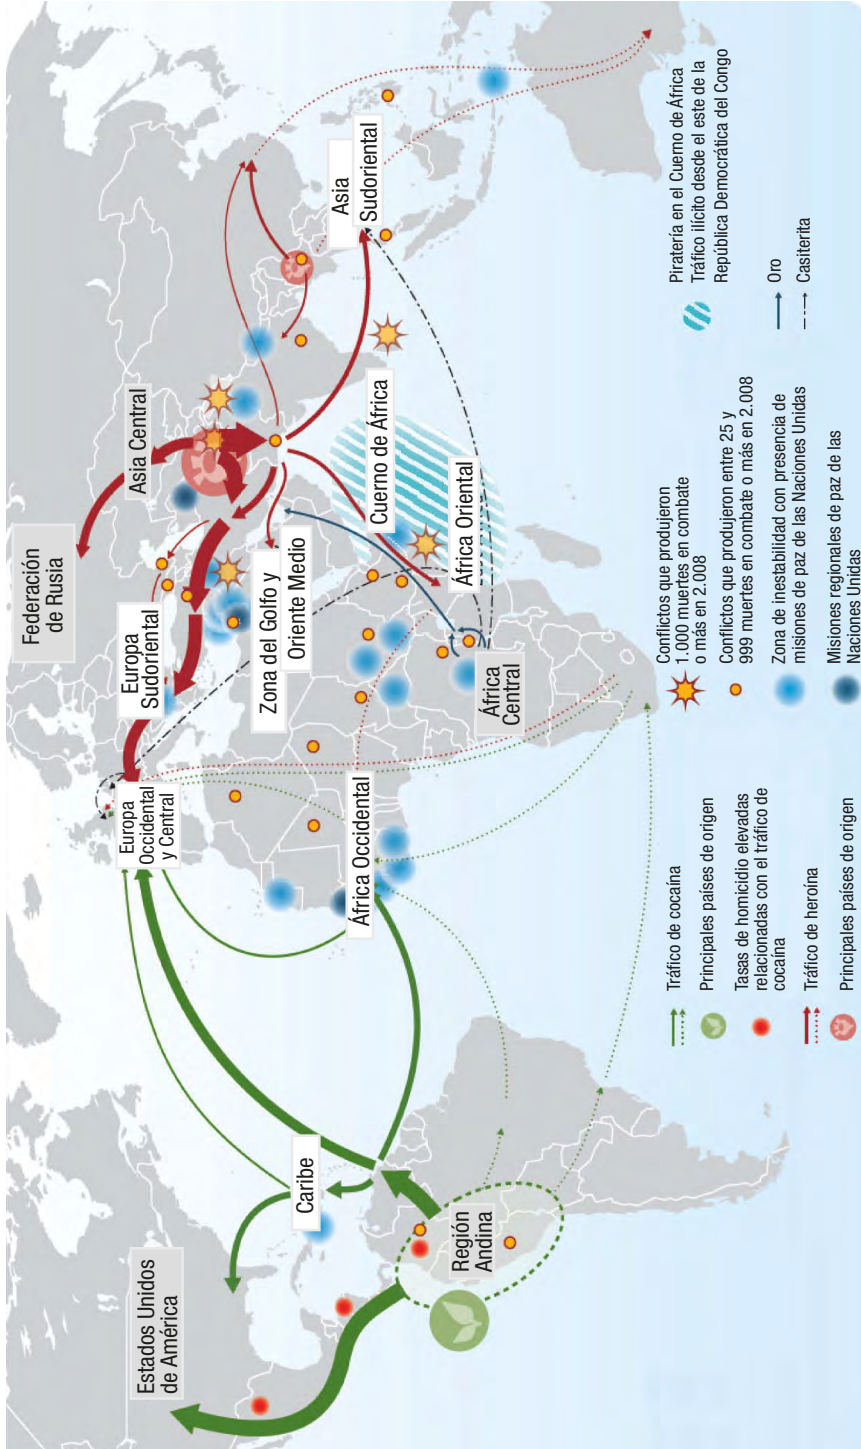 Federación
de Rusia
Asia Central
Asia
Sudoriental
Europa
Sudoriental
Zona del Golfo y
Oriente Medio
Cuerno de África
África Oriental
Europa
Occidental
y Central
África
Central
África Occidental
Estados Unidos
de América
Caribe
Región
Andina
Tráfico de cocaína
Principales países de origen
Tasas de homicidio elevadas
relacionadas con el tráfico de
cocaína
Tráfico de heroína
Principales países de origen
Conflictos que produjeron
1.000 muertes en combate
o más en 2.008
Conflictos que produjeron entre 25 y
999 muertes en combate o más en 2.008
Zona de inestabilidad con presencia de
misiones de paz de las Naciones Unidas
Misiones regionales de paz de las
Naciones Unidas
Piratería en el Cuerno de África
Tráfico ilícito desde el este de la
República Democrática del Congo
Oro
Casiterita